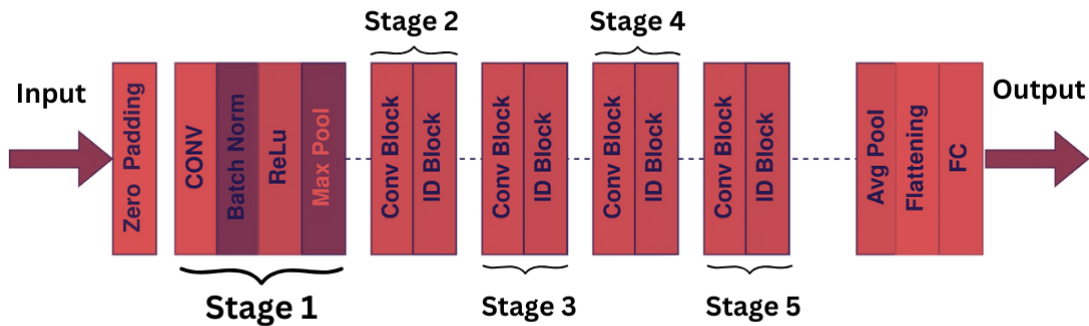 Stage 2
Stage 4
Input
Output
Zero Padding
CONV
Batch Norm
ReLu
Max Pool
Conv Block
ID Block
Conv Block
ID Block
Conv Block
ID Block
Conv Block
ID Block
Avg Pool
Flattening
FC
Stage 1
Stage 3
Stage 5